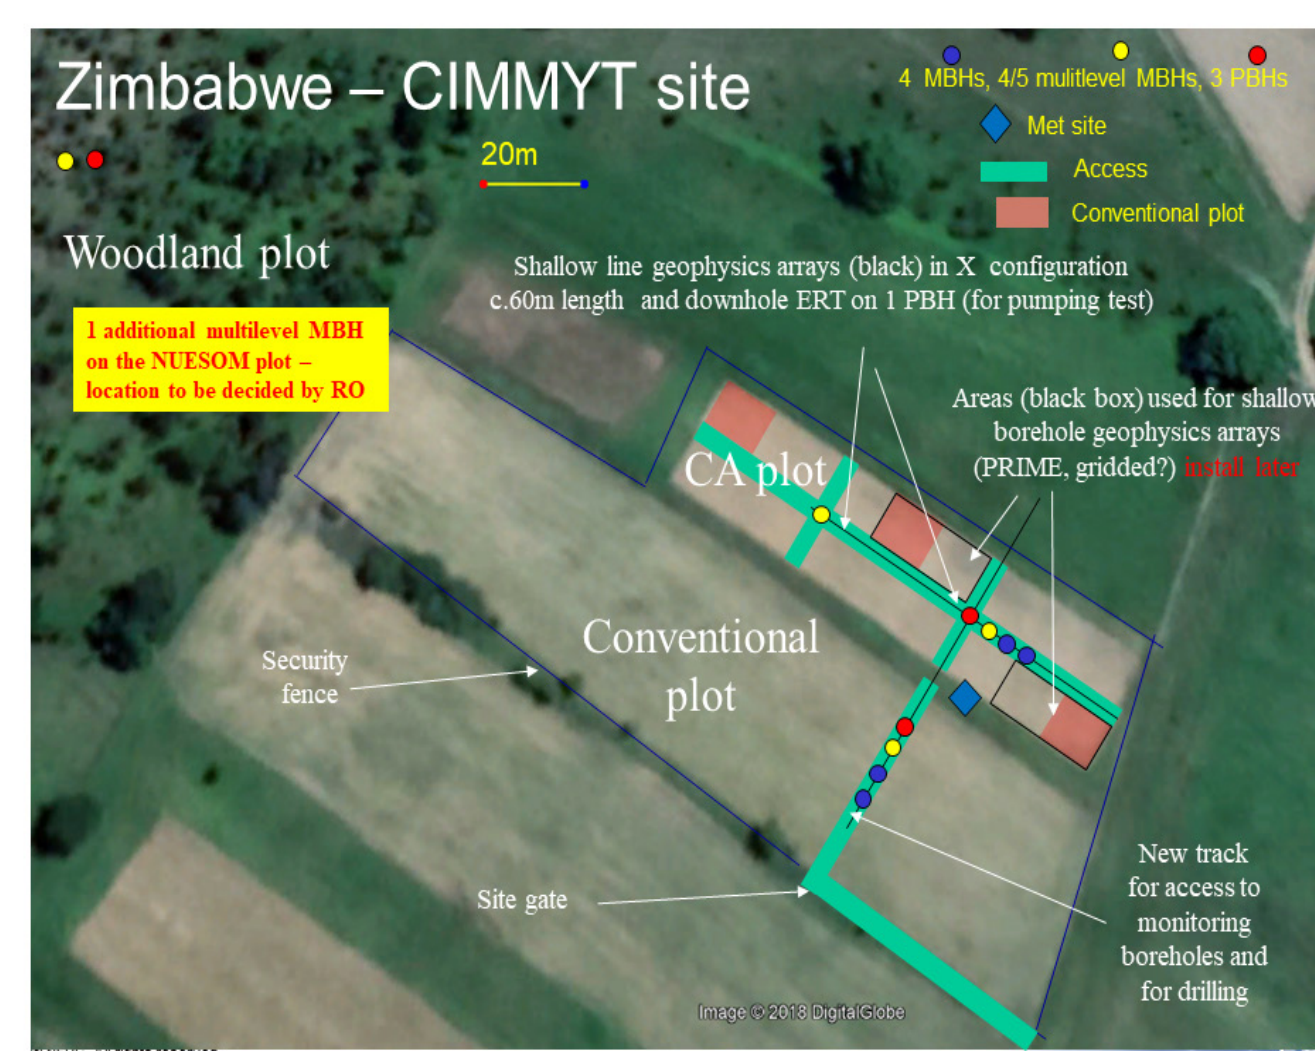 Zimbabwe – CIMMYT site
4 MBHs, 4/5 mulitlevel MBHs, 3 PBHs
Met site
Access
Conventional plot
20m
Woodland plot
Shallow line geophysics arrays (black) in X configuration
c.60m length and downhole ERT on 1 PBH (for pumping test)
1 additional multilevel MBH
on the NUESOM plot –
location to be decided by RO
Areas (black box) used for shallow
borehole geophysics arrays
(PRIME, gridded?) install later
CA plot
Conventional
plot
Security
fence
Site gate
New track
for access to
monitoring
boreholes and
for drilling
Image © 2018 DigitalGlobe